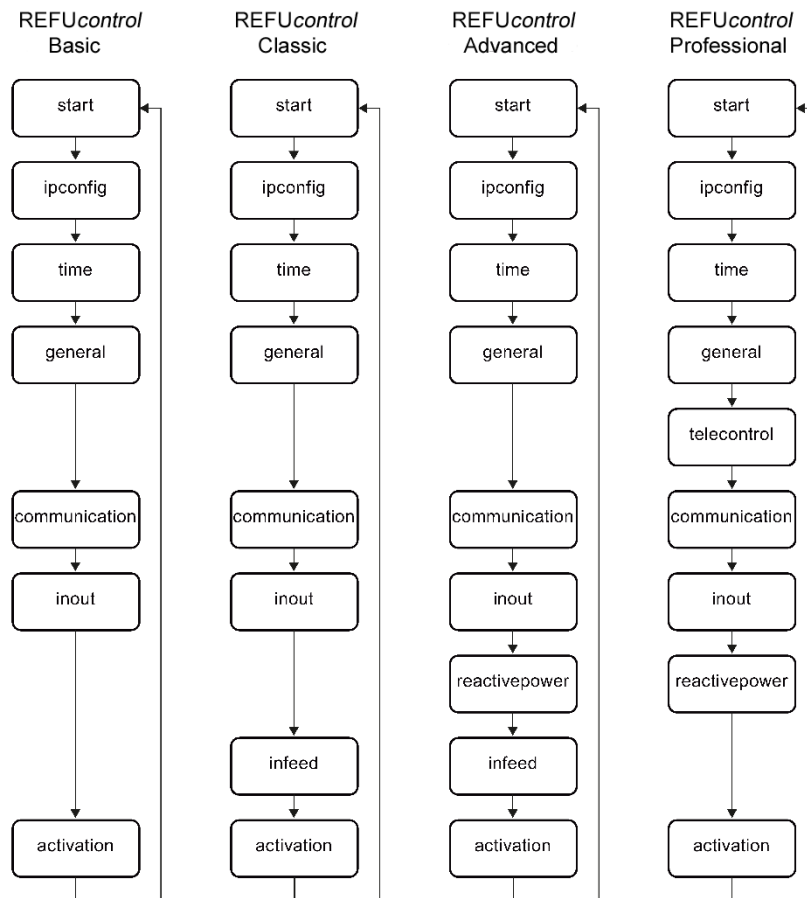 REFUcontrol
Basic
start
ipconfig
time
general
communication
inout
activation
REFUcontrol
Classic
start
ipconfig
time
general
communication
inout
infeed
activation
REFUcontrol
Advanced
start
ipconfig
time
general
communication
inout
reactivepower
infeed
activation
REFUcontrol
Professional
start
ipconfig
time
general
telecontrol
communication
inout
reactivepower
activation